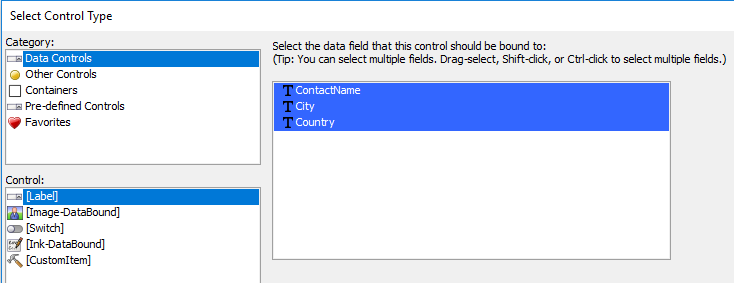 Select Control Type
Category:
Data Controls
Other Controls
Containers
Pre-defined Controls
Favorites
Select the data field that this control should be bound to:
(Tip: You can select multiple fields. Drag-select, Shift-click, or Ctrl-click to select multiple fields.)
ContactName
City
Country
Control:
[Label]
[Image-DataBound]
[Switch]
[Ink-DataBound]
[CustomItem]